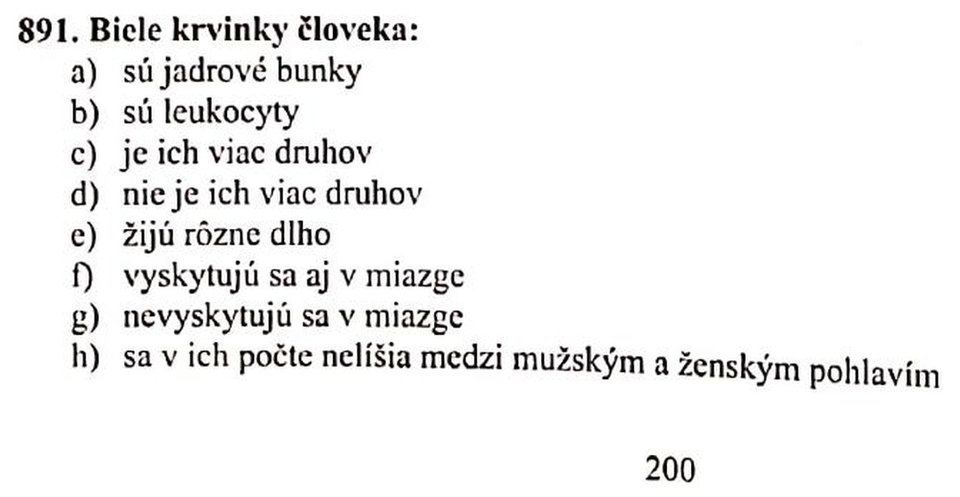 891. Biele krvinky človeka:
a) sú jadrové bunky
b) sú leukocyty
c) je ich viac druhov
d) nie je ich viac druhov
e) žijú rôzne dlho
f) vyskytujú sa aj v miazge
g) nevyskytujú sa v miazge
h) sa v ich počte nelíšia medzi mužským a ženským pohlavím
200